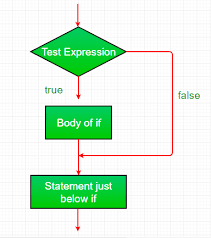 Test Expression
true
false
Body of if
Statement just
below if